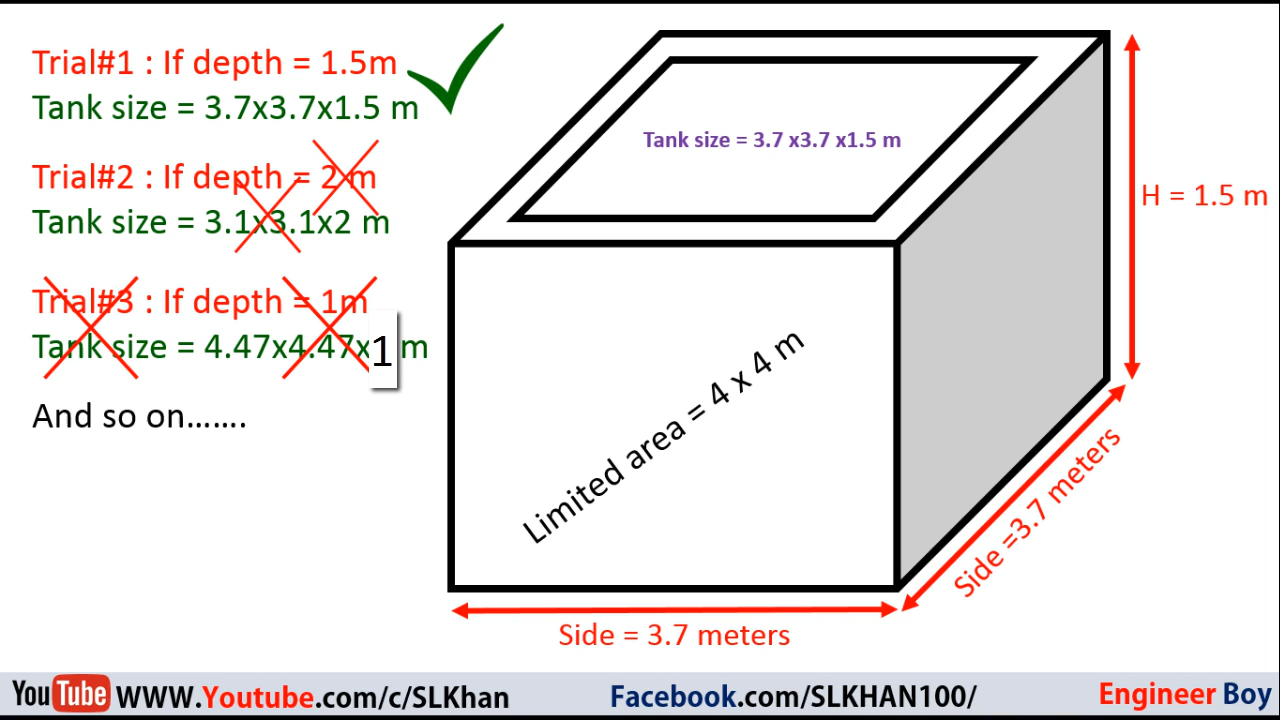 Trial#1 : If depth = 1.5m
Tank size = 3.7x3.7x1.5 m
Trial#2 : If depth = 2 m
Tank size = 3.1x3.1x2 m
Trial#3 : If depth = 1m
Tank size = 4.47x4.47x1 m
And so on.......
Tank size = 3.7 x3.7 x1.5 m
H = 1.5 m
Limited area = 4 x 4 m
Side =3.7 meters
Side = 3.7 meters
YouTube WWW.Youtube.com/c/SLKhan
Facebook.com/SLKHAN100/
Engineer Boy